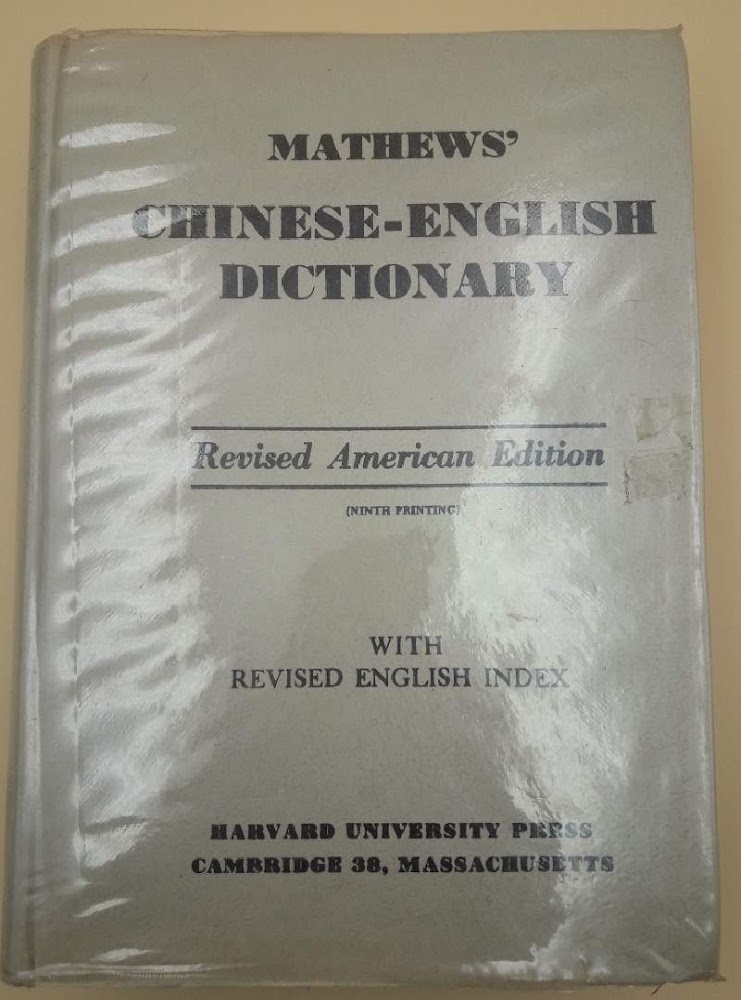 MATHEWS'
CHINESE-ENGLISH
DICTIONARY
Revised American Edition
(NINTH PRINTING)
WITH
REVISED ENGLISH INDEX
HARVARD UNIVERSITY PRESS
CAMBRIDGE 38, MASSACHUSETTS